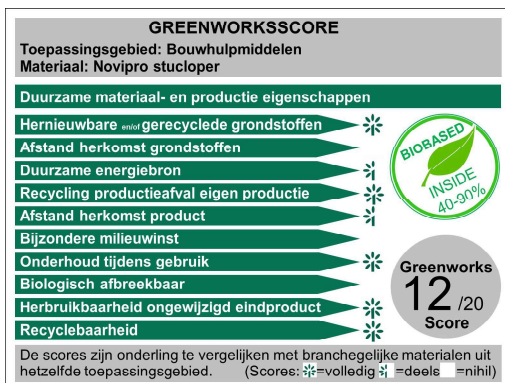 GREENWORKSSCORE
Toepassingsgebied: Bouwhulpmiddelen
Materiaal: Novipro stucloper
Duurzame materiaal- en productie eigenschappen
Hernieuwbare en/of gerecyclede grondstoffen
Afstand herkomst grondstoffen
Duurzame energiebron
Recycling productieafval eigen productie
Afstand herkomst product
Bijzondere milieuwinst
Onderhoud tijdens gebruik
Biologisch afbreekbaar
Herbruikbaarheid ongewijzigd eindproduct
Recyclebaarheid
BIOBASED
INSIDE
40-90%
Greenworks
12 /20
Score
De scores zijn onderling te vergelijken met branchegelijke materialen uit
hetzelfde toepassingsgebied. (Scores: =volledig =deels =nihil)